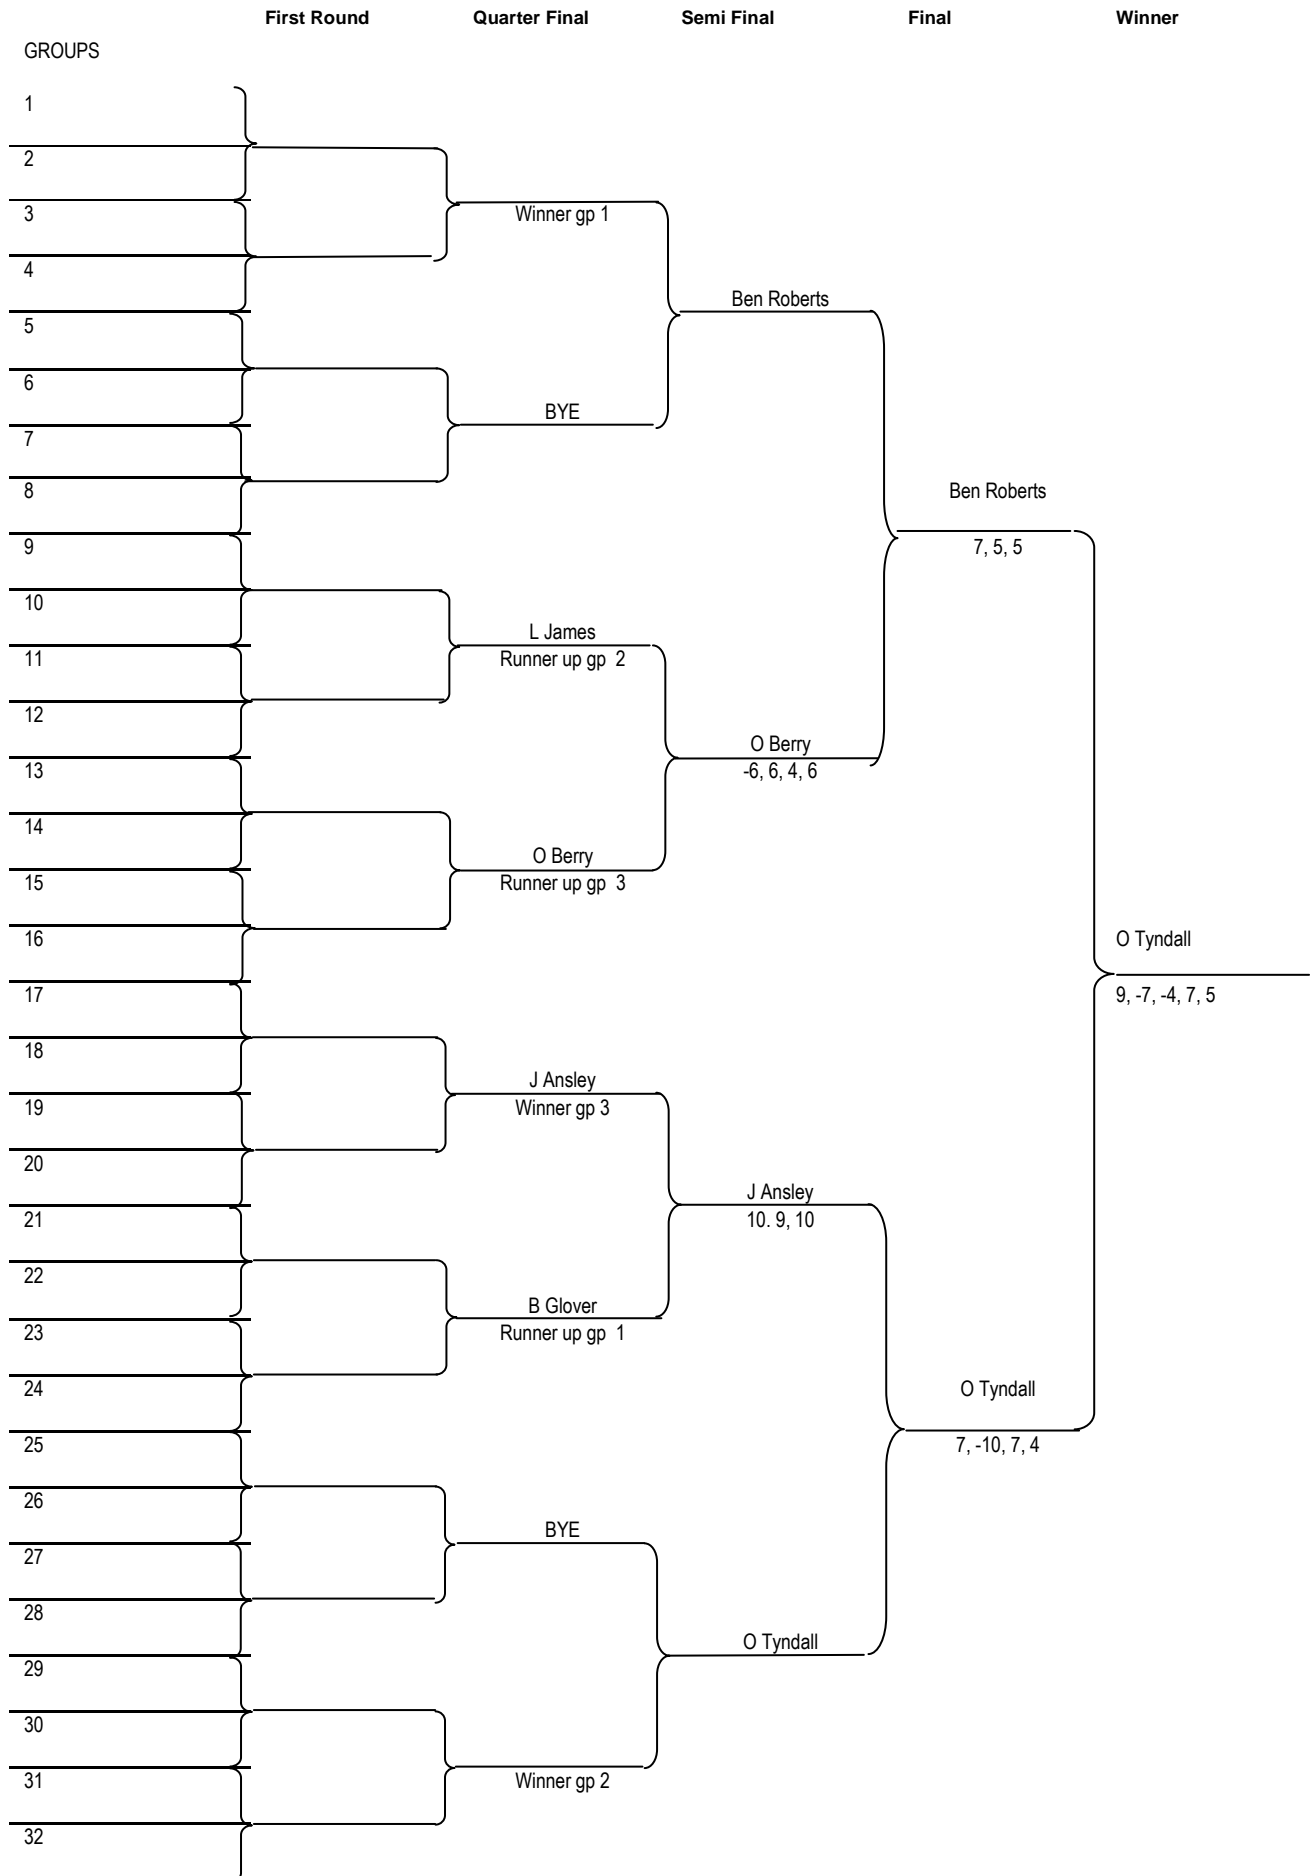 First Round Quarter Final Semi Final Final Winner
GROUPS
1
2
3
Winner gp 1
4
Ben Roberts
5
6
BYE
7
8
Ben Roberts
9
7, 5, 5
10
L James
11
Runner up gp 2
12
O Berry
13
-6, 6, 4, 6
14
O Berry
15
Runner up gp 3
16
O Tyndall
17
9, -7, -4, 7, 5
18
J Ansley
19
Winner gp 3
20
J Ansley
21
10. 9, 10
22
B Glover
23
Runner up gp 1
24
O Tyndall
25
7, -10, 7, 4
26
BYE
27
28
O Tyndall
29
30
31
Winner gp 2
32